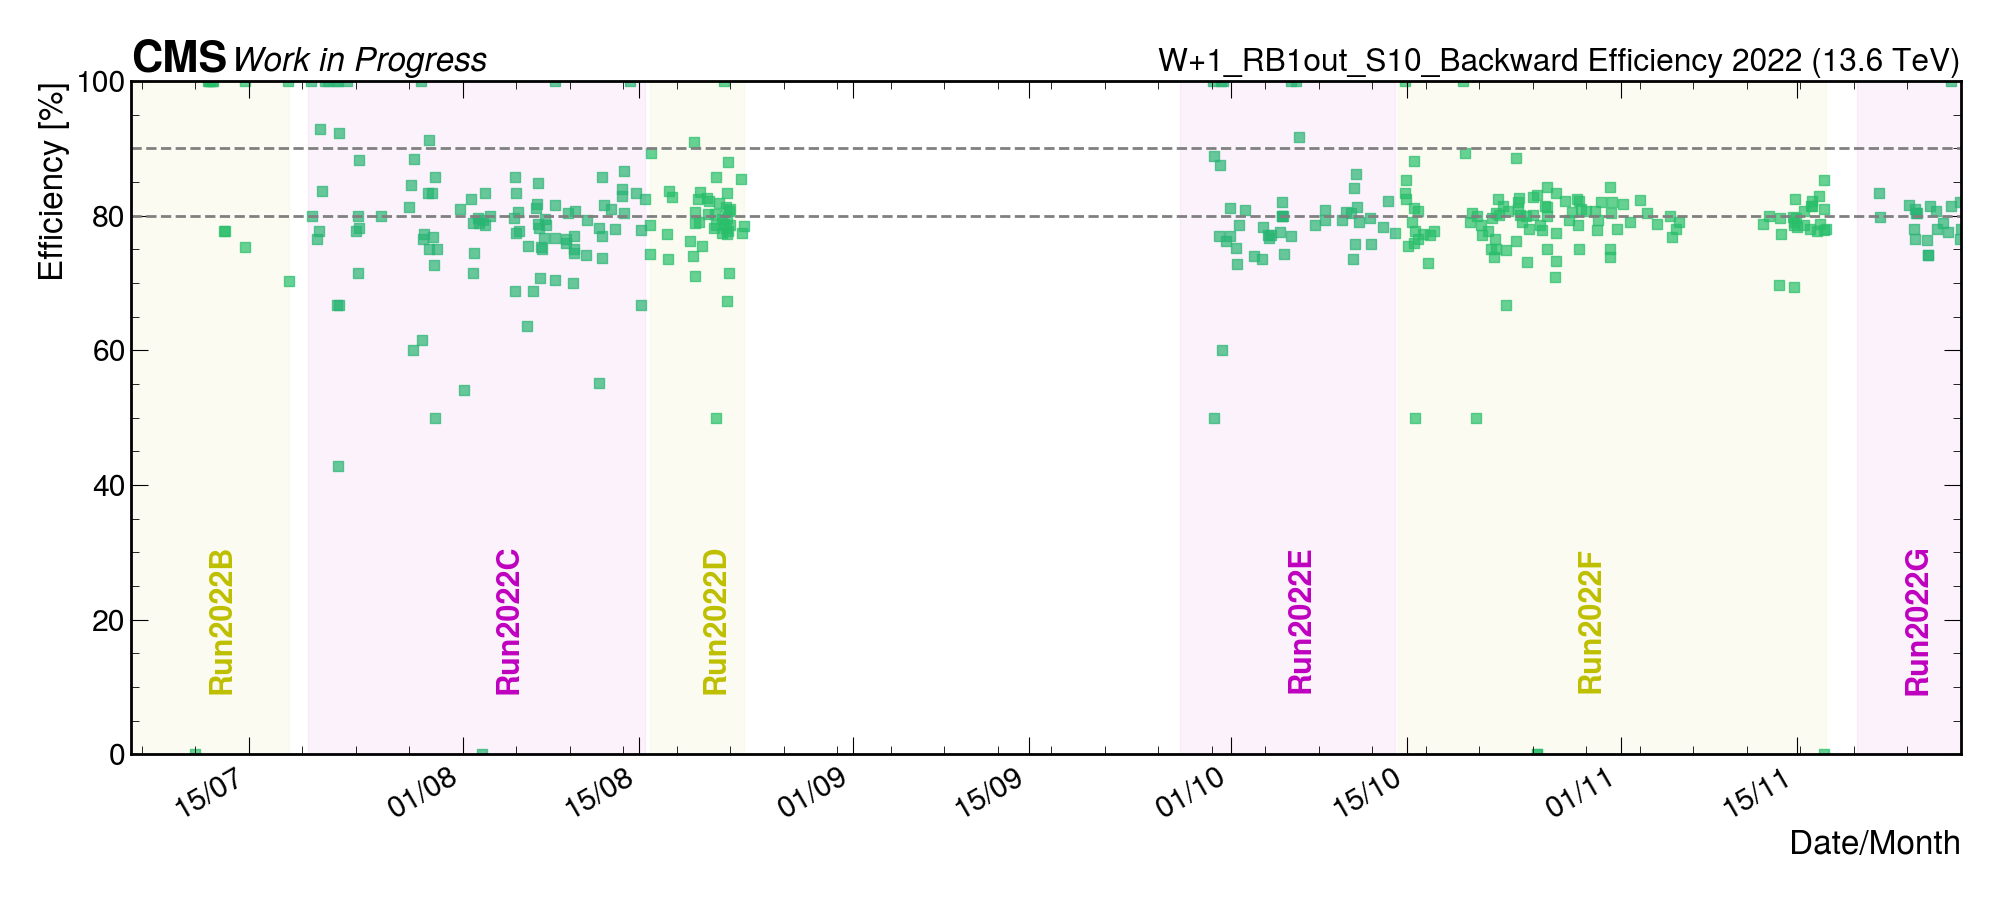 CMS Work in Progress
W+1_RB1out_S10_Backward Efficiency 2022 (13.6 TeV)
Efficiency [%]
100
80
60
40
20
0
Run2022B
Run2022C
Run2022D
Run2022E
Run2022F
Run2022G
15/07
01/08
15/08
01/09
15/09
01/10
15/10
01/11
15/11
Date/Month